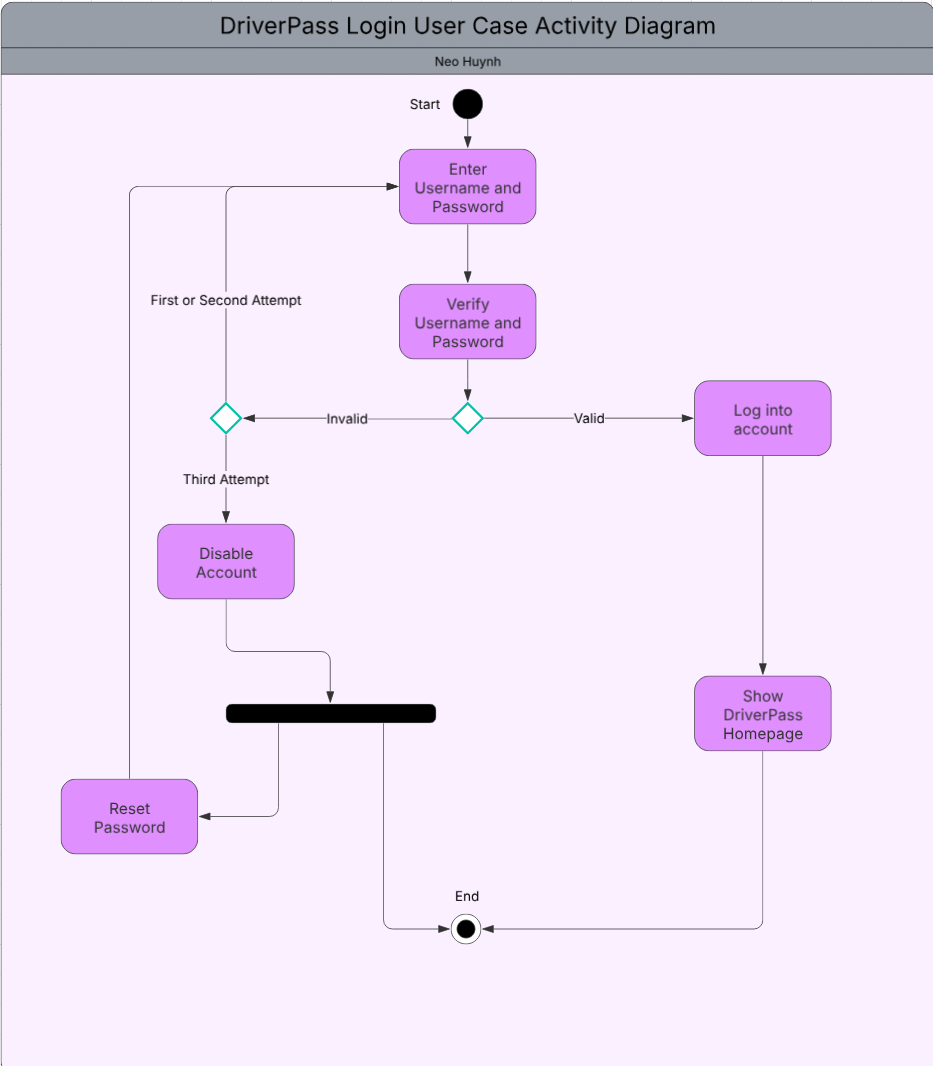 DriverPass Login User Case Activity Diagram
Neo Huynh
Start
Enter
Username and
Password
First or Second Attempt
Verify
Username and
Password
Invalid
Valid
Log into
account
Third Attempt
Disable
Account
Show
DriverPass
Homepage
Reset
Password
End